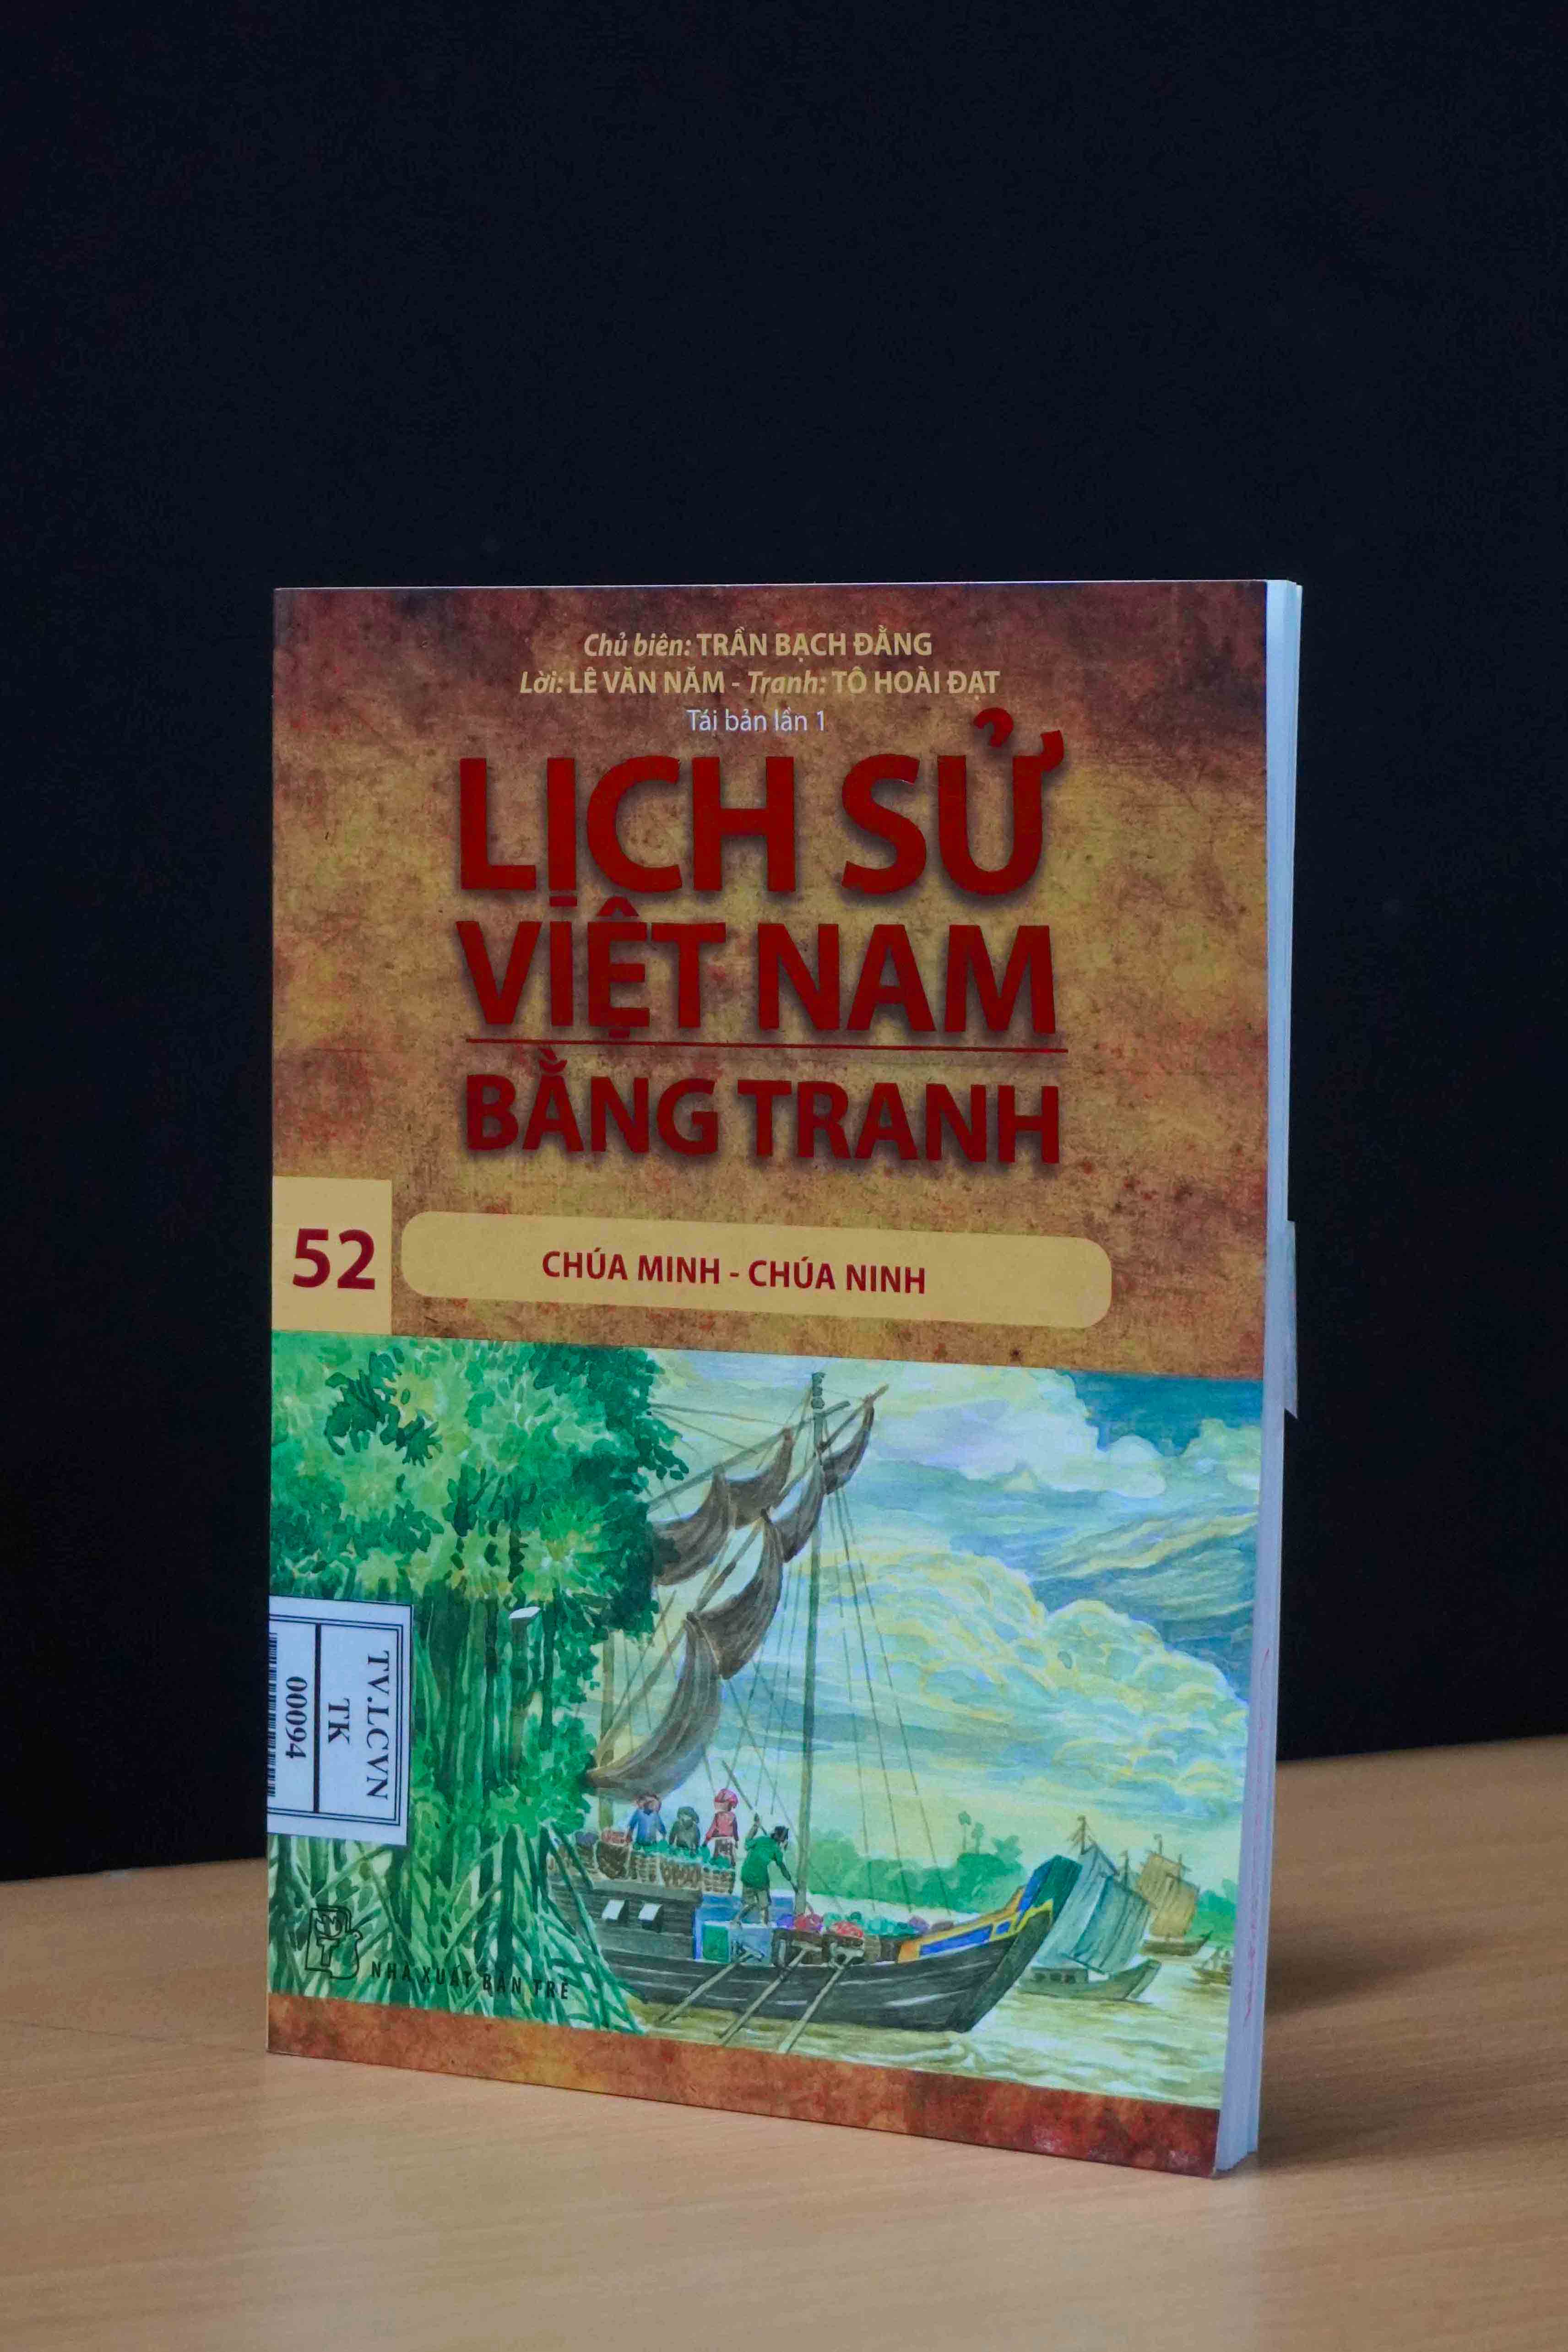 Chủ biên: TRẦN BẠCH ĐẰNG
Lời: LÊ VĂN NĂM - Tranh: TÔ HOÀI ĐẠT
Tái bản lần 1
LỊCH SỬ
VIỆT NAM
BẰNG TRANH
52
CHÚA MINH - CHÚA NINH
TV.LCVN
TK
00094
NHÀ XUẤT BẢN TRẺ